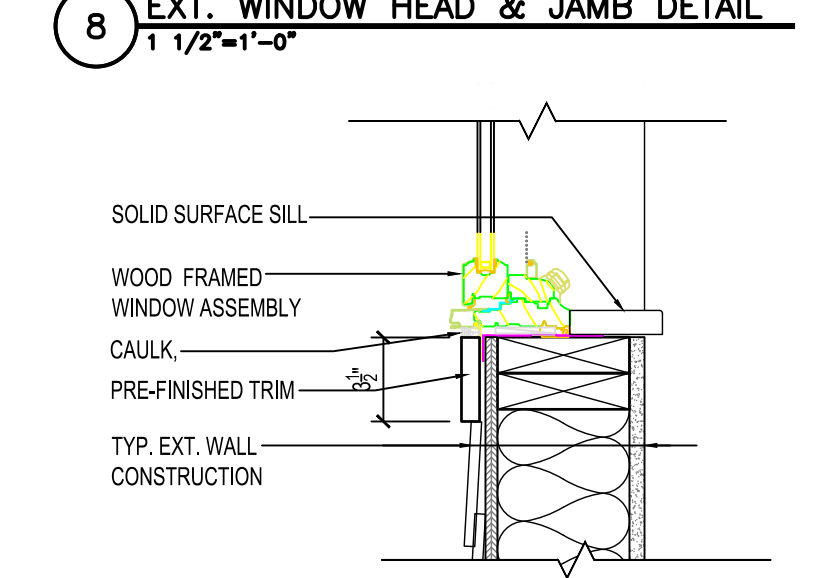 8
EXT. WINDOW HEAD & JAMB DETAIL
1 1/2"=1'-0"
SOLID SURFACE SILL
WOOD FRAMED
WINDOW ASSEMBLY
CAULK,
3 1/2"
PRE-FINISHED TRIM
TYP. EXT. WALL
CONSTRUCTION